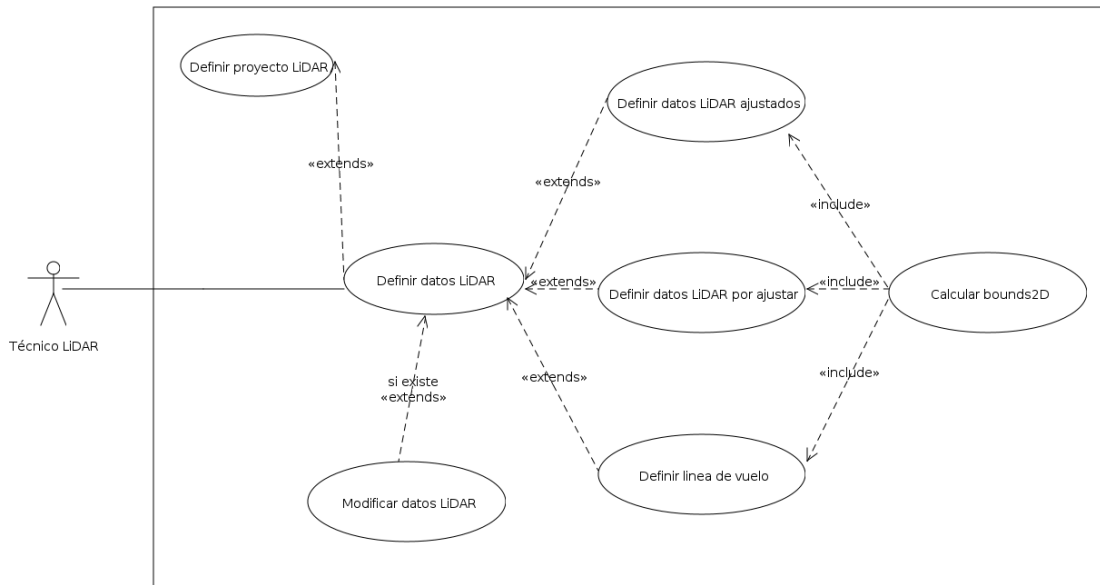 Definir proyecto LiDAR
Definir datos LiDAR ajustados
«extends»
«extends»
«include»
Definir datos LiDAR
«extends»
Definir datos LiDAR por ajustar
«include»
Calcular bounds2D
Técnico LiDAR
si existe
«extends»
«extends»
«include»
Modificar datos LiDAR
Definir linea de vuelo